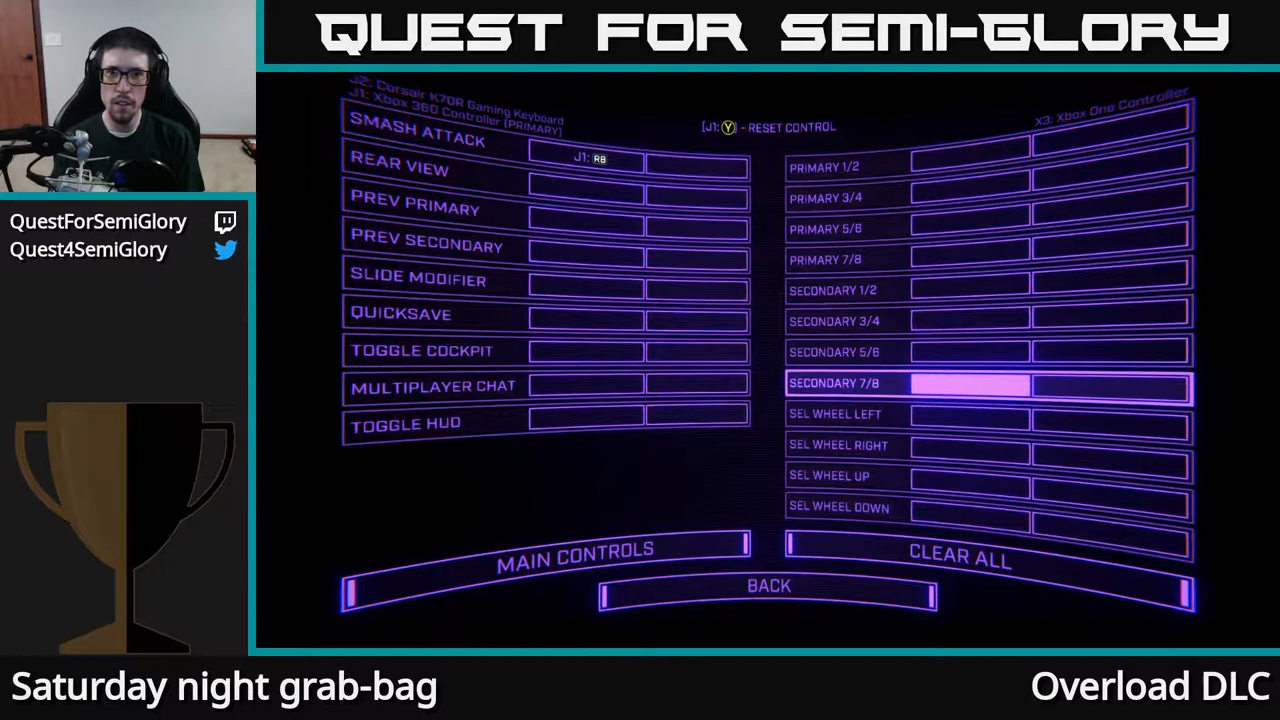 QUEST FOR SEMI-GLORY
QuestForSemiGlory
Quest4SemiGlory
J2: Corsair K70R Gaming Keyboard
J1: Xbox 360 Controller [PRIMARY]
[J1:Y] - RESET CONTROL
X3: Xbox One Controller
SMASH ATTACK
J1: RB
REAR VIEW
PREV PRIMARY
PREV SECONDARY
SLIDE MODIFIER
QUICKSAVE
TOGGLE COCKPIT
MULTIPLAYER CHAT
TOGGLE HUD
PRIMARY 1/2
PRIMARY 3/4
PRIMARY 5/6
PRIMARY 7/8
SECONDARY 1/2
SECONDARY 3/4
SECONDARY 5/6
SECONDARY 7/8
SEL WHEEL LEFT
SEL WHEEL RIGHT
SEL WHEEL UP
SEL WHEEL DOWN
MAIN CONTROLS
CLEAR ALL
BACK
Saturday night grab-bag
Overload DLC